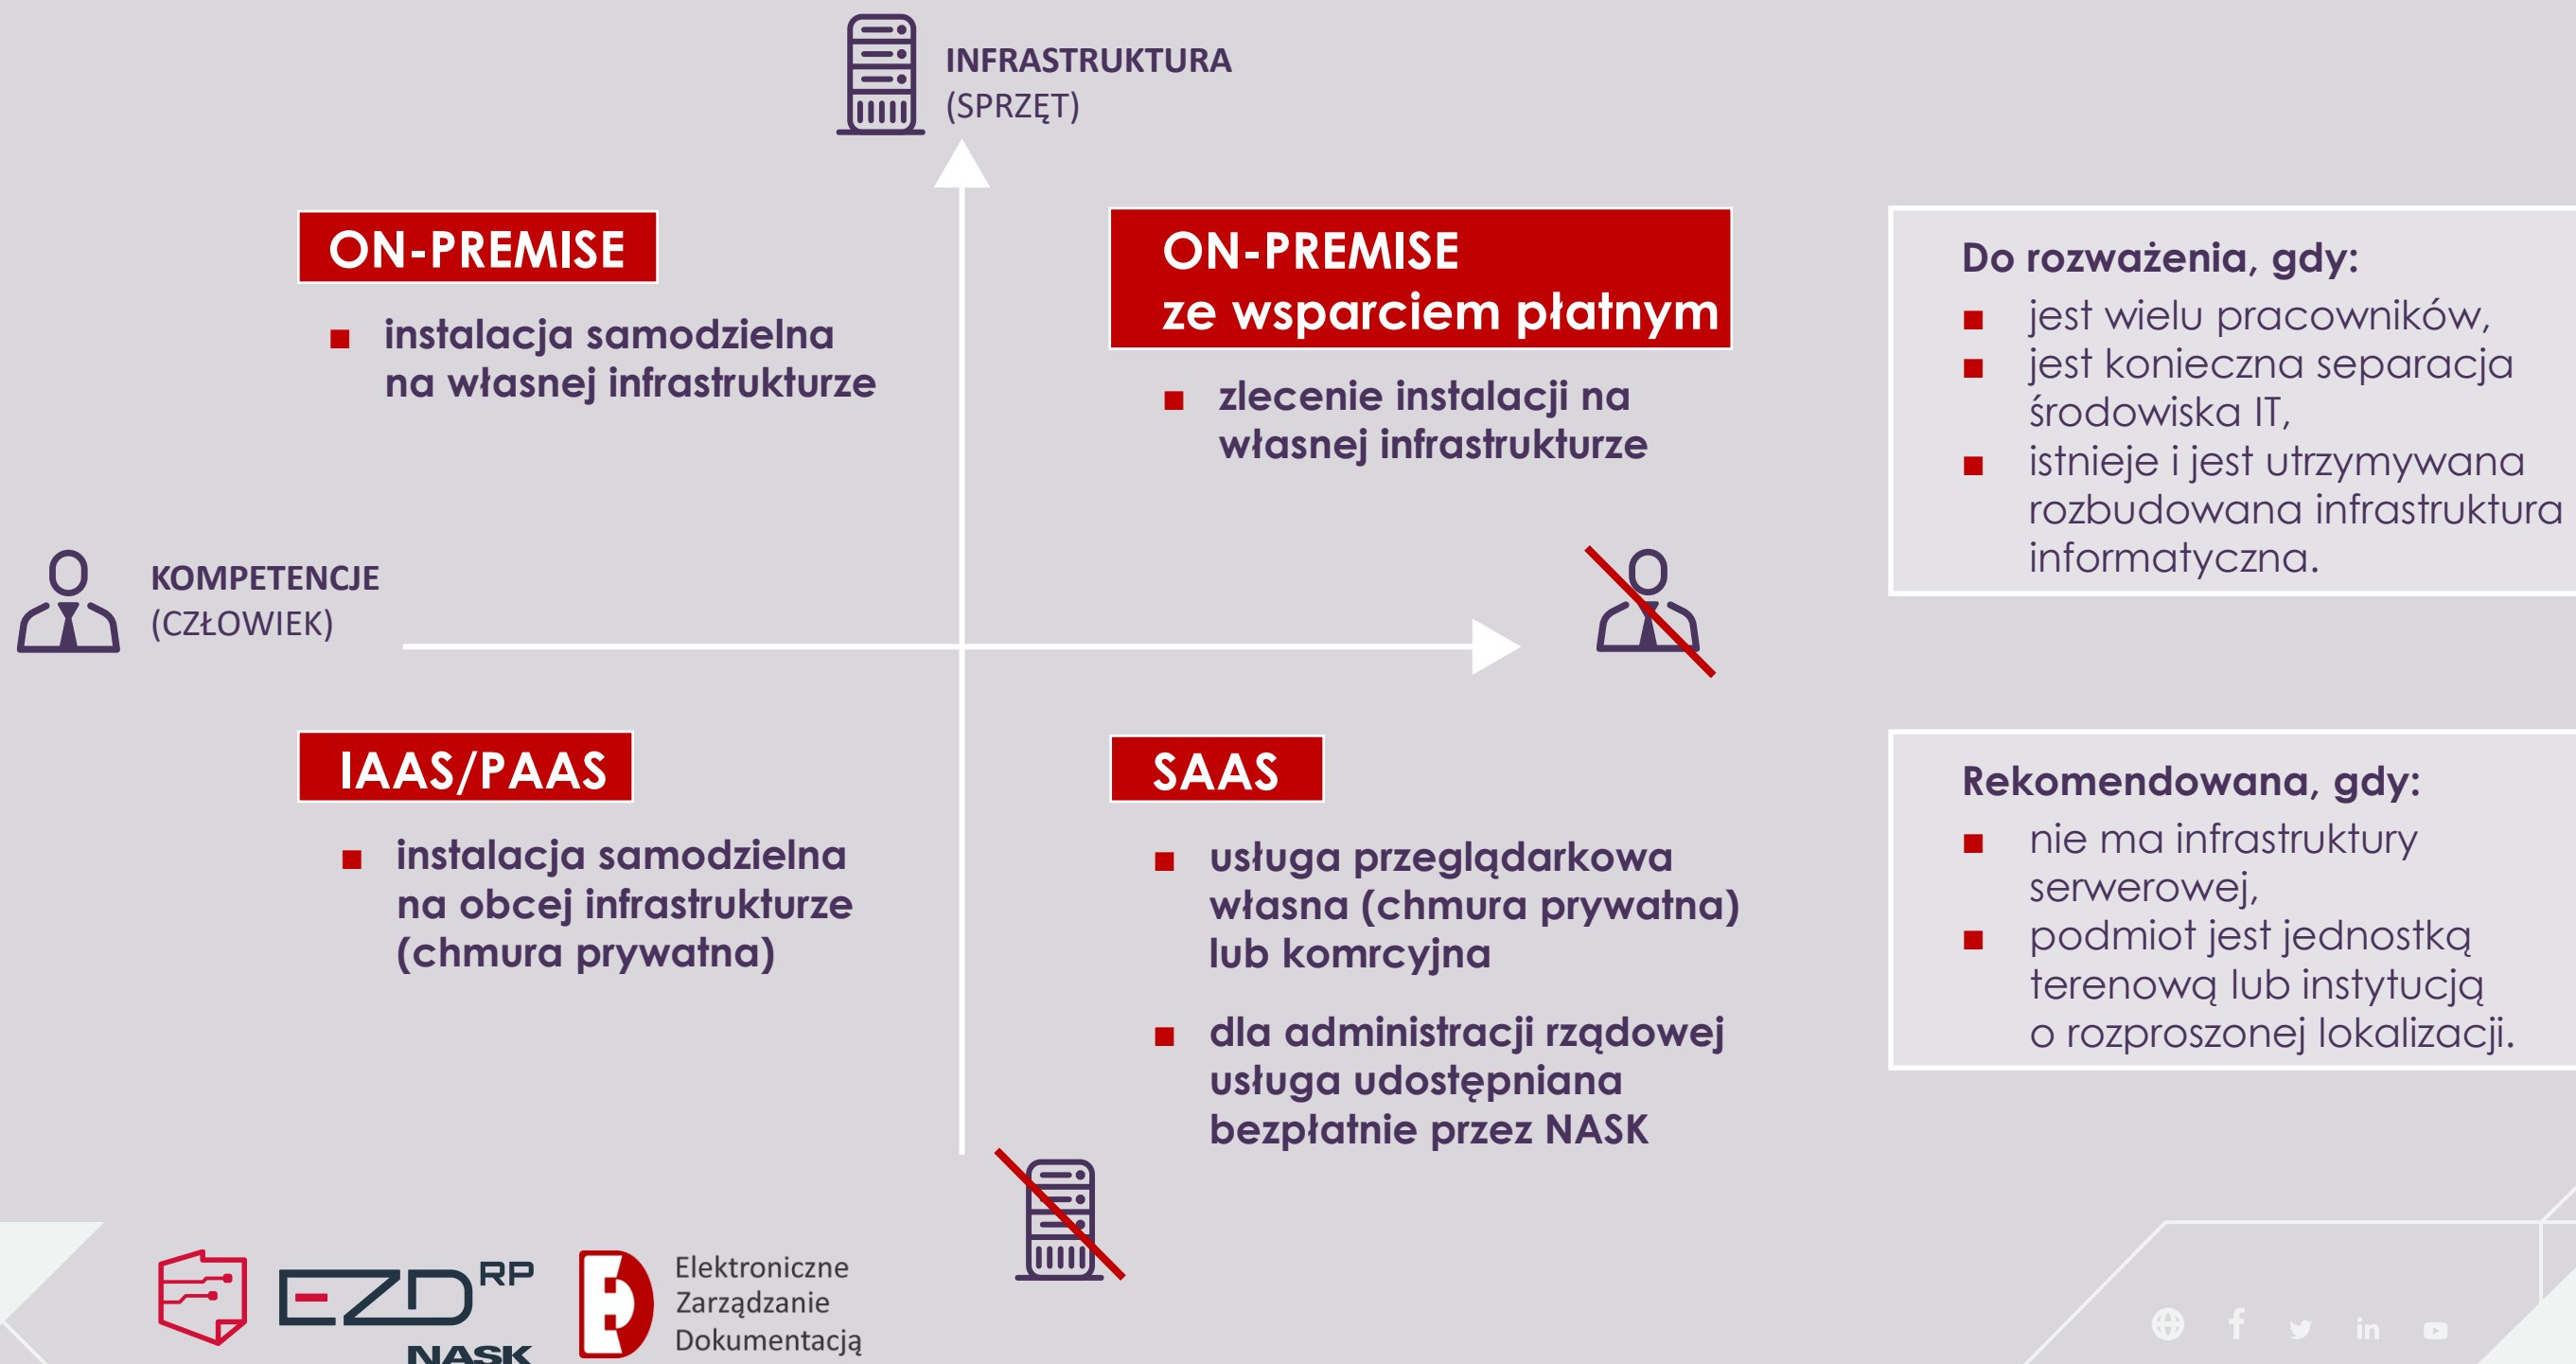 INFRASTRUKTURA
(SPRZĘT)
ON-PREMISE
■ instalacja samodzielna
na własnej infrastrukturze
ON-PREMISE
ze wsparciem płatnym
■ zlecenie instalacji na
własnej infrastrukturze
Do rozważenia, gdy:
■ jest wielu pracowników,
■ jest konieczna separacja
środowiska IT,
■ istnieje i jest utrzymywana
rozbudowana infrastruktura
informatyczna.
KOMPETENCJE
(CZŁOWIEK)
IAAS/PAAS
■ instalacja samodzielna
na obcej infrastrukturze
(chmura prywatna)
SAAS
■ usługa przeglądarkowa
własna (chmura prywatna)
lub komrcyjna
■ dla administracji rządowej
usługa udostępniana
bezpłatnie przez NASK
Rekomendowana, gdy:
■ nie ma infrastruktury
serwerowej,
■ podmiot jest jednostką
terenową lub instytucją
o rozproszonej lokalizacji.
EZD RP
NASK
Elektroniczne
Zarządzanie
Dokumentacją